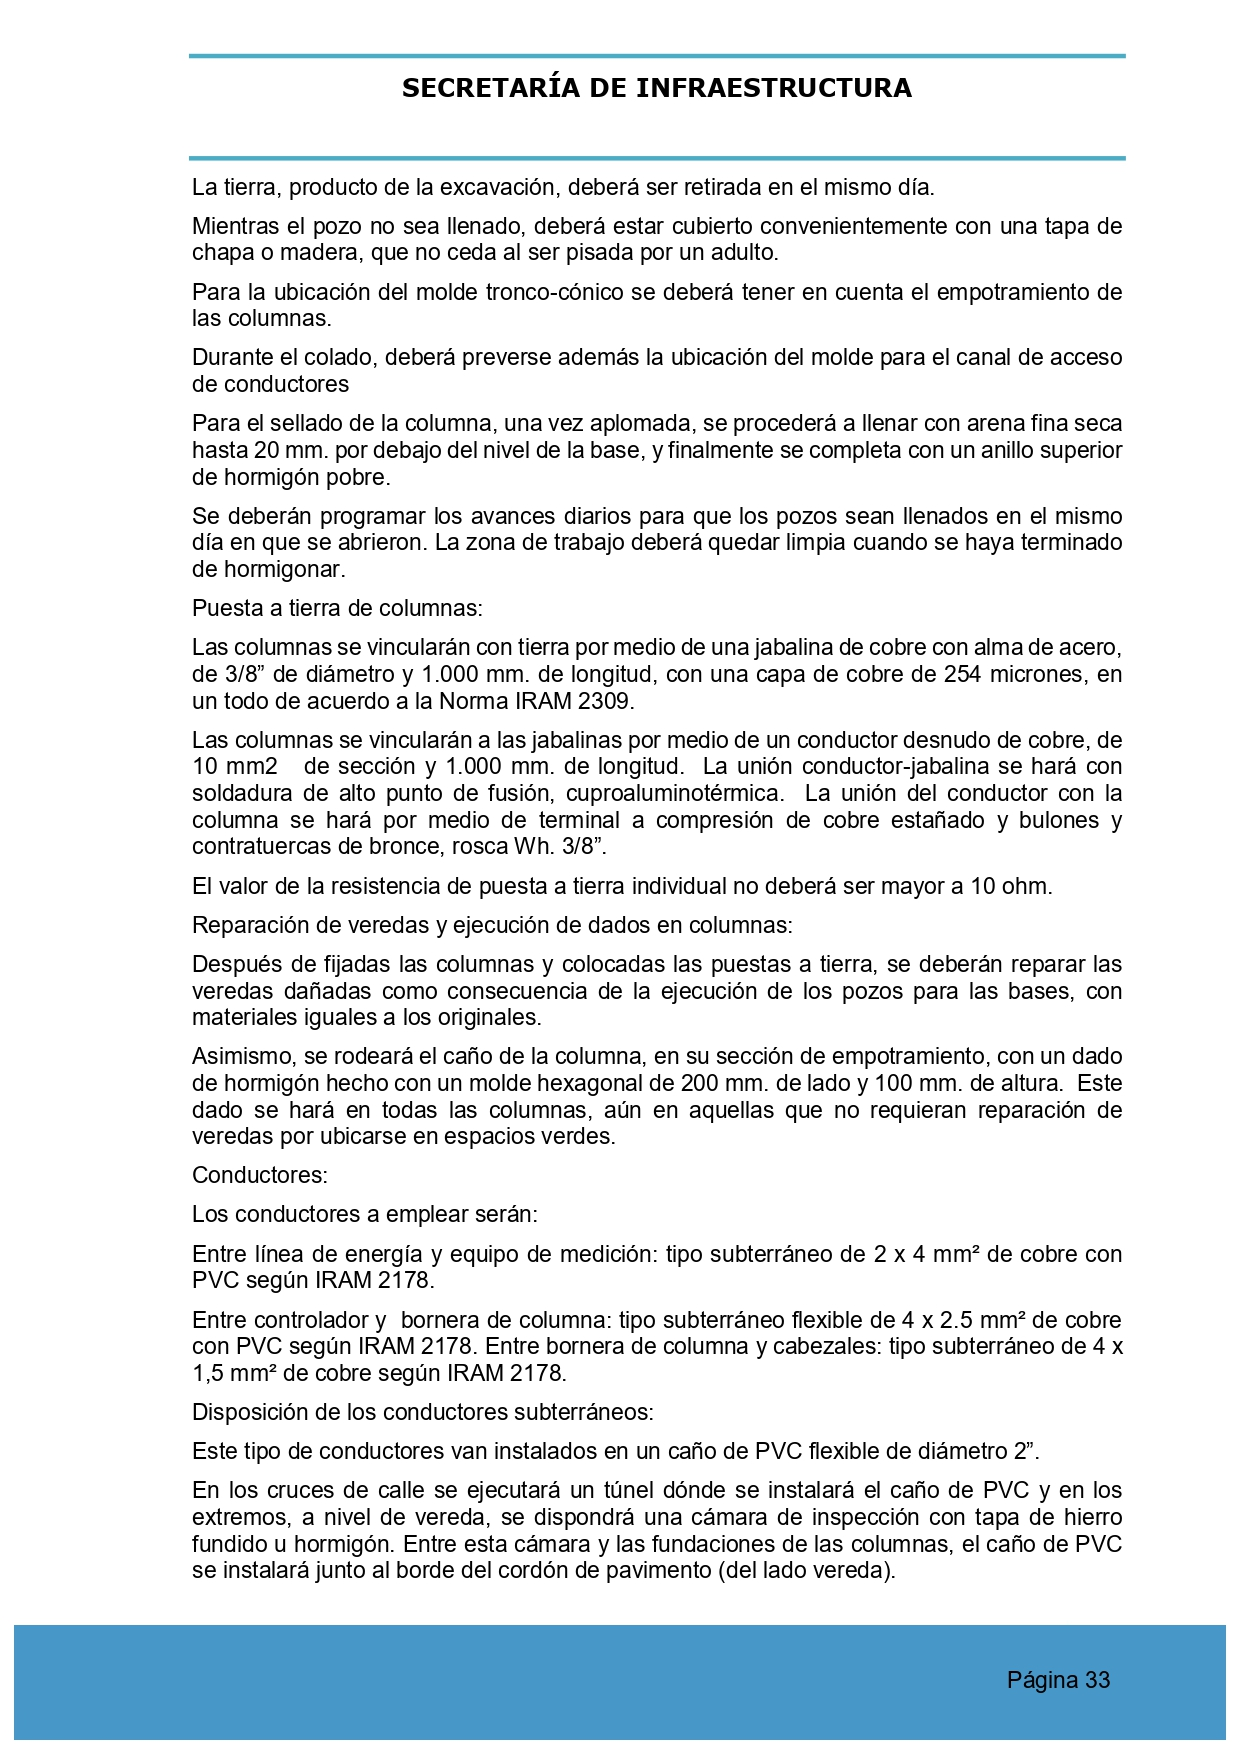 SECRETARÍA DE INFRAESTRUCTURA
La tierra, producto de la excavación, deberá ser retirada en el mismo día.
Mientras el pozo no sea llenado, deberá estar cubierto convenientemente con una tapa de
chapa o madera, que no ceda al ser pisada por un adulto.
Para la ubicación del molde tronco-cónico se deberá tener en cuenta el empotramiento de
las columnas.
Durante el colado, deberá preverse además la ubicación del molde para el canal de acceso
de conductores
Para el sellado de la columna, una vez aplomada, se procederá a llenar con arena fina seca
hasta 20 mm. por debajo del nivel de la base, y finalmente se completa con un anillo superior
de hormigón pobre.
Se deberán programar los avances diarios para que los pozos sean llenados en el mismo
día en que se abrieron. La zona de trabajo deberá quedar limpia cuando se haya terminado
de hormigonar.
Puesta a tierra de columnas:
Las columnas se vincularán con tierra por medio de una jabalina de cobre con alma de acero,
de 3/8” de diámetro y 1.000 mm. de longitud, con una capa de cobre de 254 micrones, en
un todo de acuerdo a la Norma IRAM 2309.
Las columnas se vincularán a las jabalinas por medio de un conductor desnudo de cobre, de
10 mm2   de sección y 1.000 mm. de longitud.  La unión conductor-jabalina se hará con
soldadura de alto punto de fusión, cuproaluminotérmica.  La unión del conductor con la
columna se hará por medio de terminal a compresión de cobre estañado y bulones y
contratuercas de bronce, rosca Wh. 3/8”.
El valor de la resistencia de puesta a tierra individual no deberá ser mayor a 10 ohm.
Reparación de veredas y ejecución de dados en columnas:
Después de fijadas las columnas y colocadas las puestas a tierra, se deberán reparar las
veredas dañadas como consecuencia de la ejecución de los pozos para las bases, con
materiales iguales a los originales.
Asimismo, se rodeará el caño de la columna, en su sección de empotramiento, con un dado
de hormigón hecho con un molde hexagonal de 200 mm. de lado y 100 mm. de altura.  Este
dado se hará en todas las columnas, aún en aquellas que no requieran reparación de
veredas por ubicarse en espacios verdes.
Conductores:
Los conductores a emplear serán:
Entre línea de energía y equipo de medición: tipo subterráneo de 2 x 4 mm² de cobre con
PVC según IRAM 2178.
Entre controlador y  bornera de columna: tipo subterráneo flexible de 4 x 2.5 mm² de cobre
con PVC según IRAM 2178. Entre bornera de columna y cabezales: tipo subterráneo de 4 x
1,5 mm² de cobre según IRAM 2178.
Disposición de los conductores subterráneos:
Este tipo de conductores van instalados en un caño de PVC flexible de diámetro 2”.
En los cruces de calle se ejecutará un túnel dónde se instalará el caño de PVC y en los
extremos, a nivel de vereda, se dispondrá una cámara de inspección con tapa de hierro
fundido u hormigón. Entre esta cámara y las fundaciones de las columnas, el caño de PVC
se instalará junto al borde del cordón de pavimento (del lado vereda).
Página 33